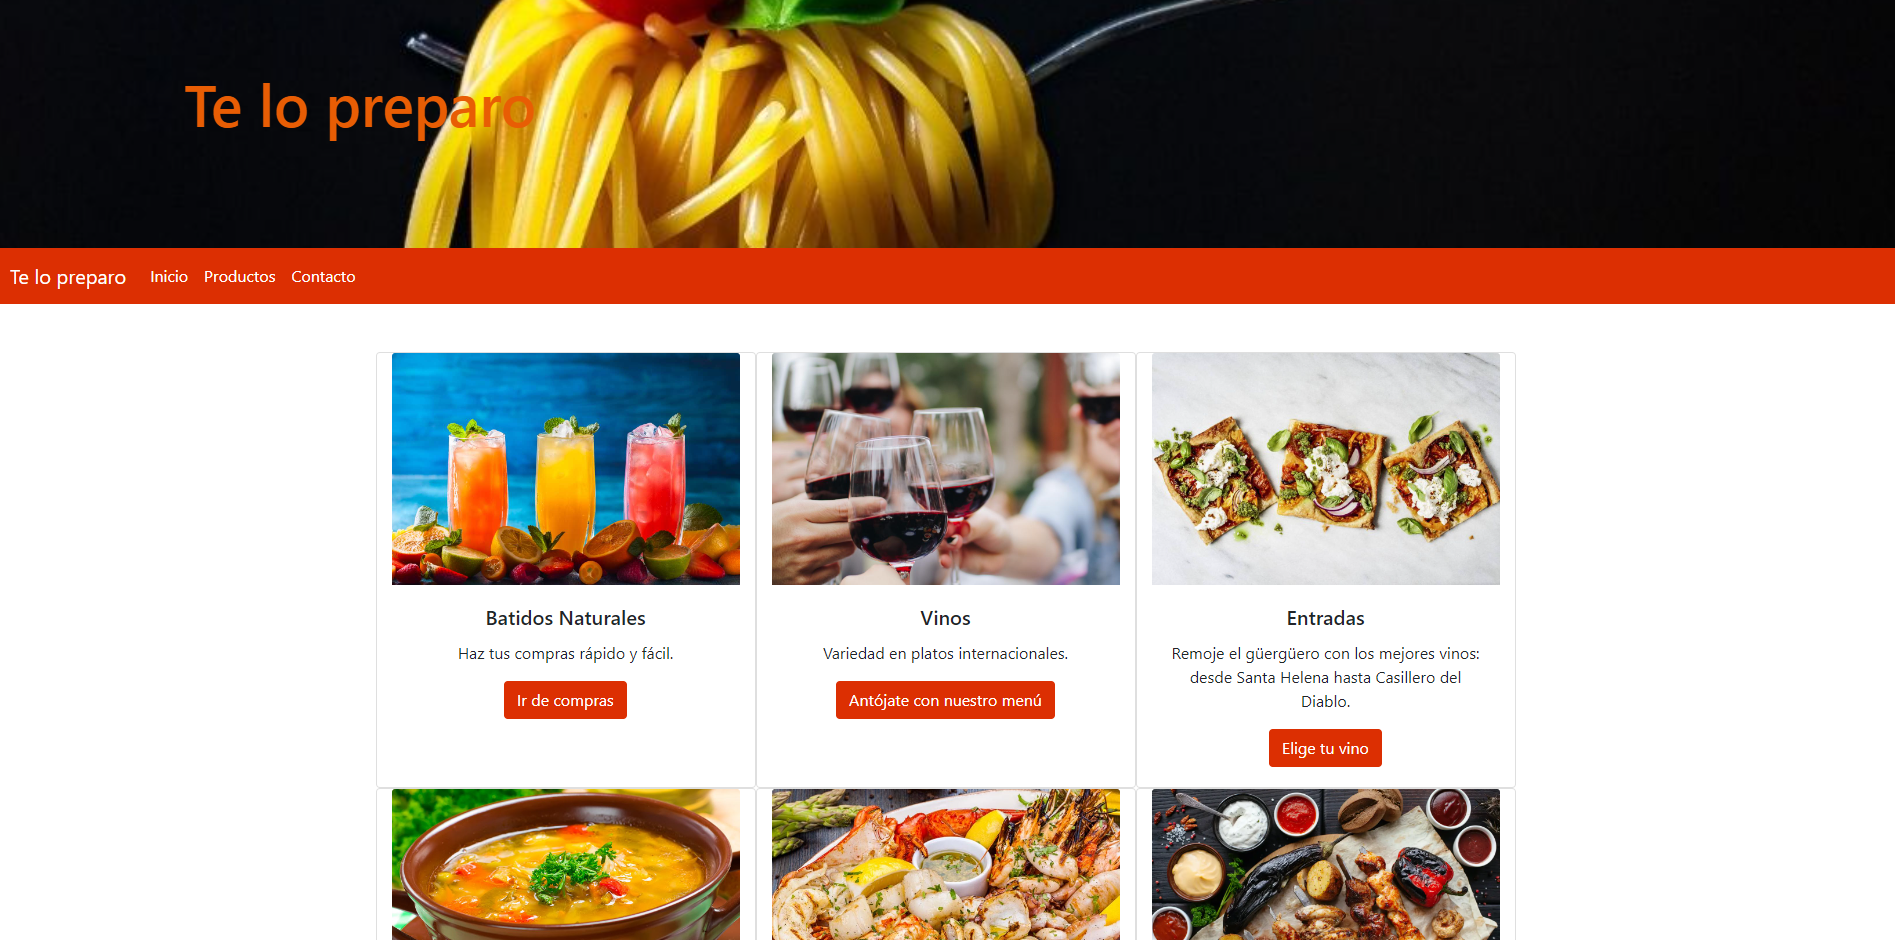 Te lo preparo
Te lo preparo Inicio Productos Contacto
Batidos Naturales
Haz tus compras rápido y fácil.
Ir de compras
Vinos
Variedad en platos internacionales.
Antójate con nuestro menú
Entradas
Remoje el güergüero con los mejores vinos:
desde Santa Helena hasta Casillero del
Diablo.
Elige tu vino